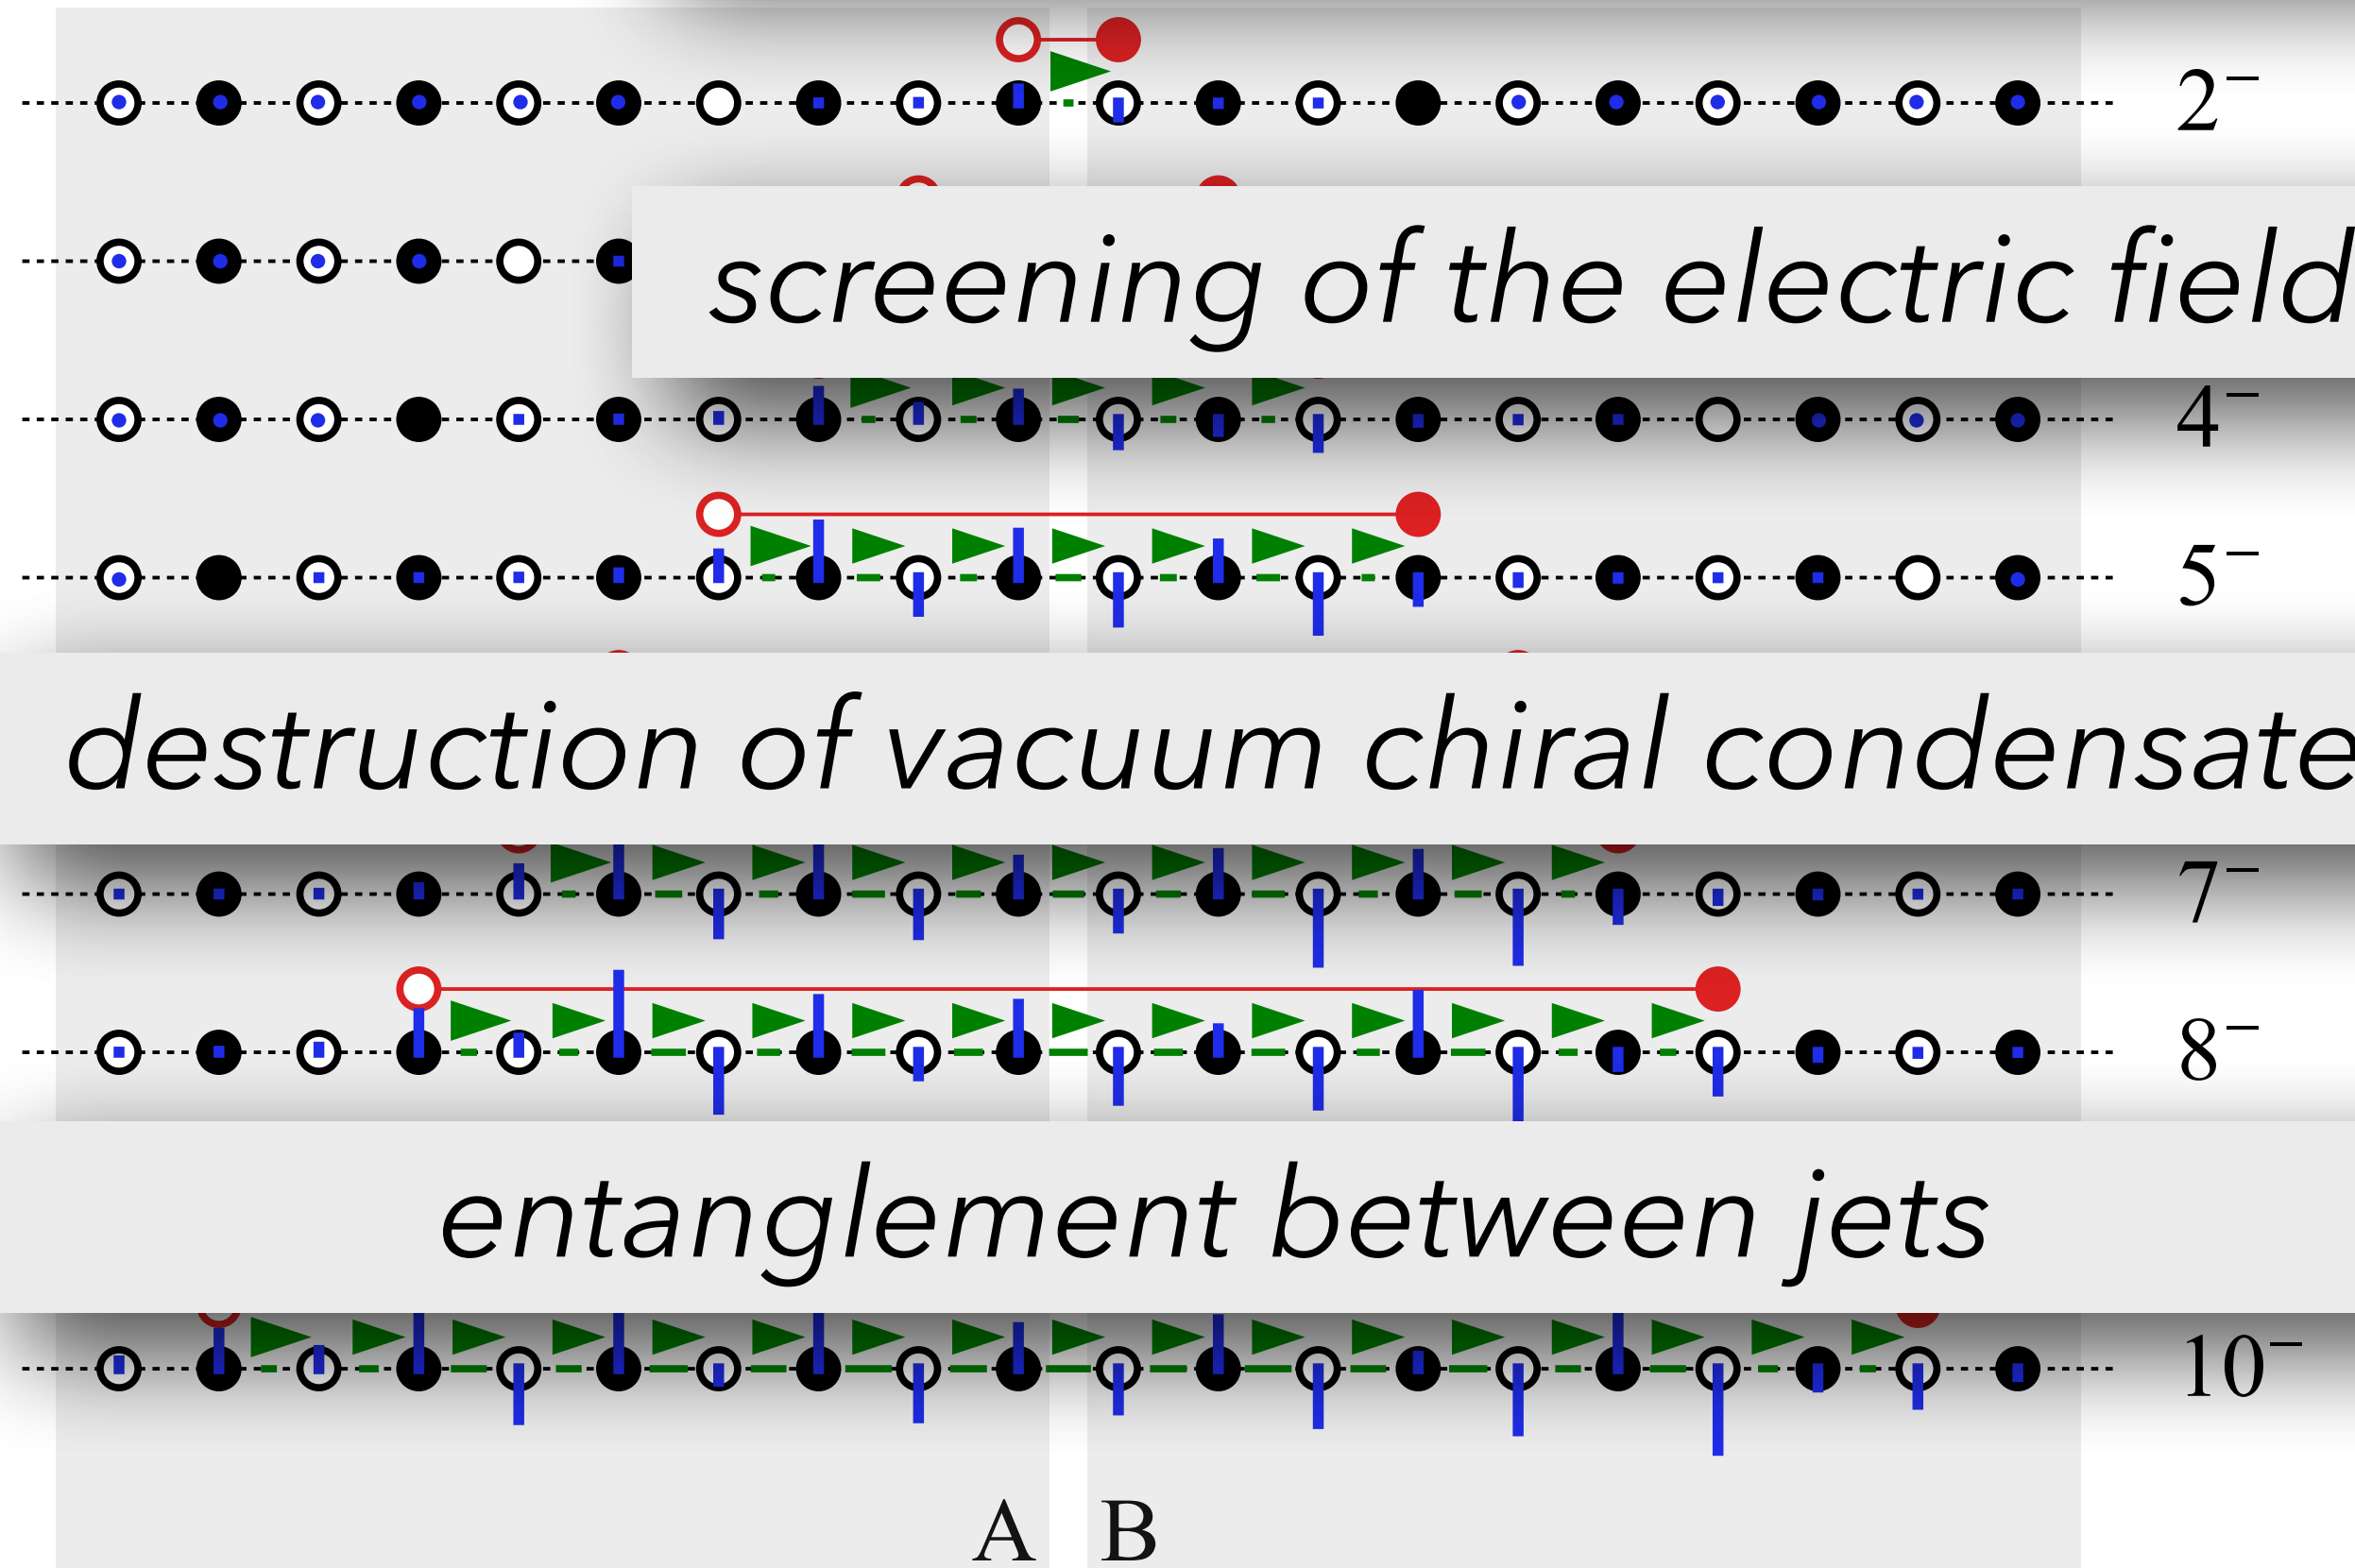 2⁻
screening of the electric field
4⁻
5⁻
destruction of vacuum chiral condensate
7⁻
8⁻
entanglement between jets
10⁻
A B